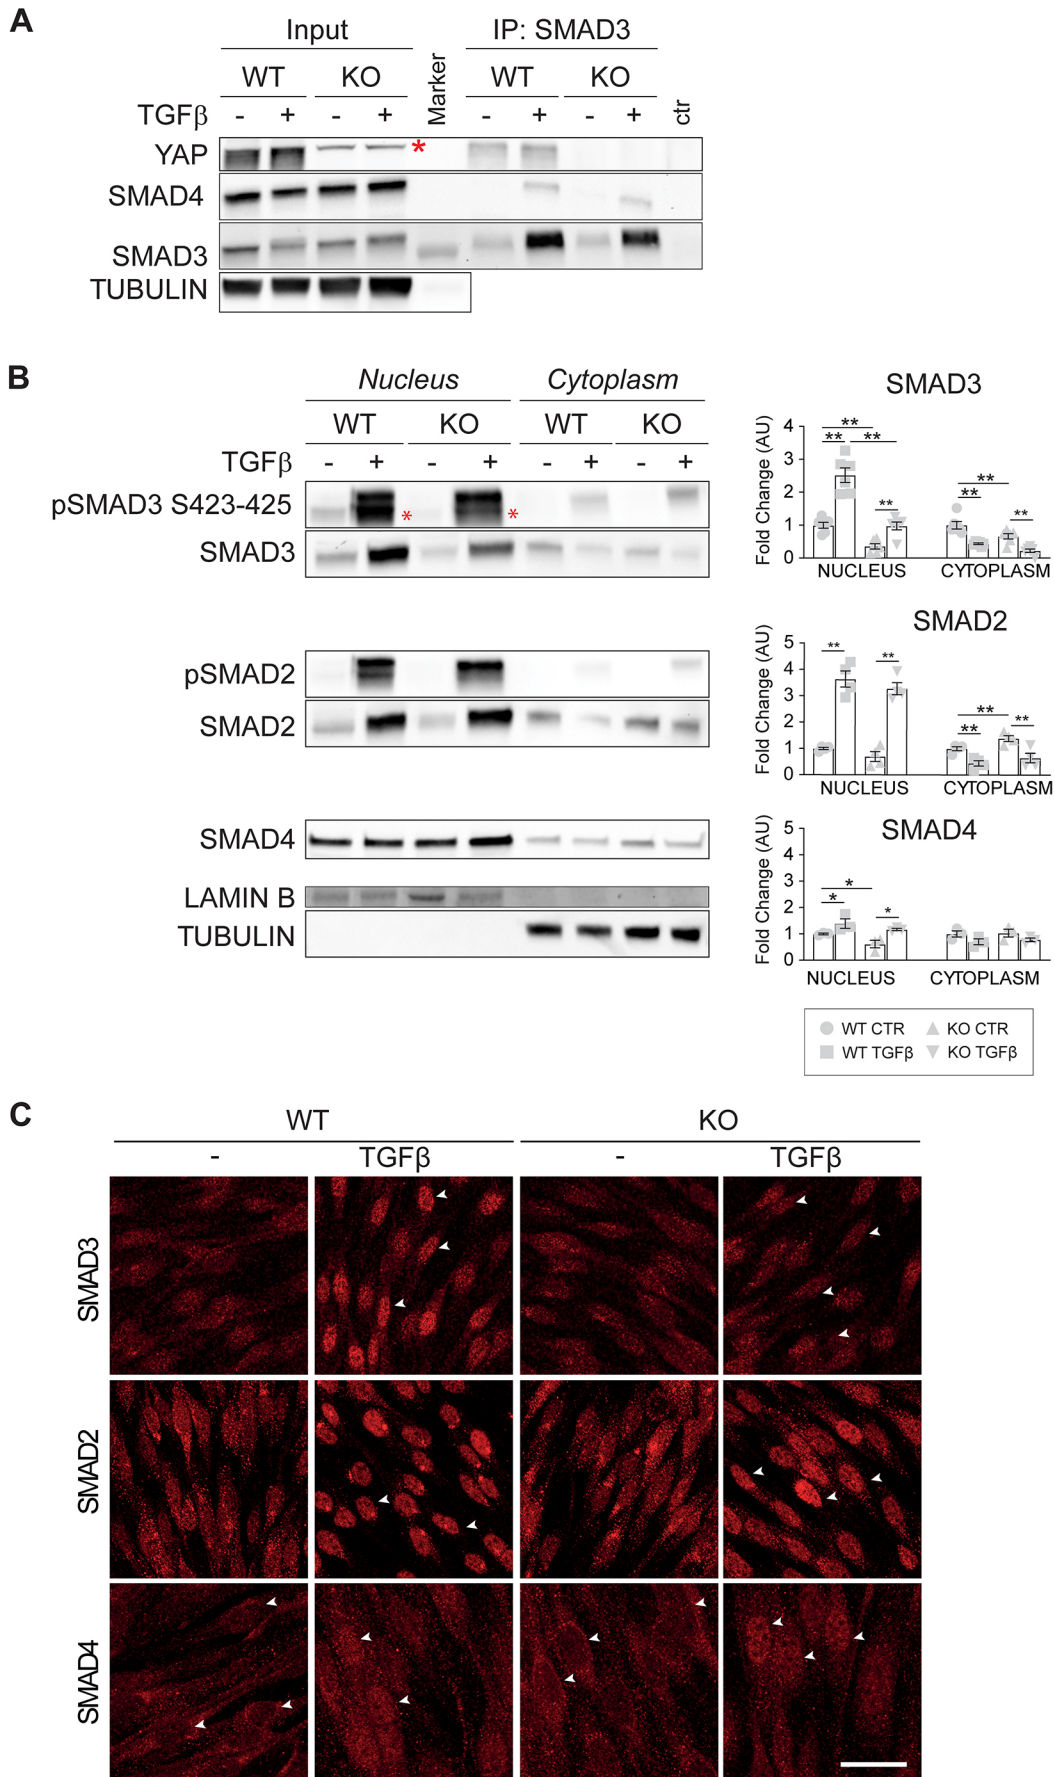 A
Input
IP: SMAD3
WT
KO
Marker
WT
KO
ctr
TGFβ
-
+
-
+
-
+
-
+
YAP
*
SMAD4
SMAD3
TUBULIN
B
Nucleus
Cytoplasm
WT
KO
WT
KO
TGFβ
-
+
-
+
-
+
-
+
pSMAD3 S423-425
*
*
SMAD3
pSMAD2
SMAD2
SMAD4
LAMIN B
TUBULIN
SMAD3
Fold Change (AU)
4
3
2
1
0
**
**
**
**
**
**
**
NUCLEUS
CYTOPLASM
SMAD2
Fold Change (AU)
5
4
3
2
1
0
**
**
**
**
**
NUCLEUS
CYTOPLASM
SMAD4
Fold Change (AU)
5
4
3
2
1
0
*
*
*
NUCLEUS
CYTOPLASM
WT CTR
KO CTR
WT TGFβ
KO TGFβ
C
WT
KO
-
TGFβ
-
TGFβ
SMAD3
SMAD2
SMAD4